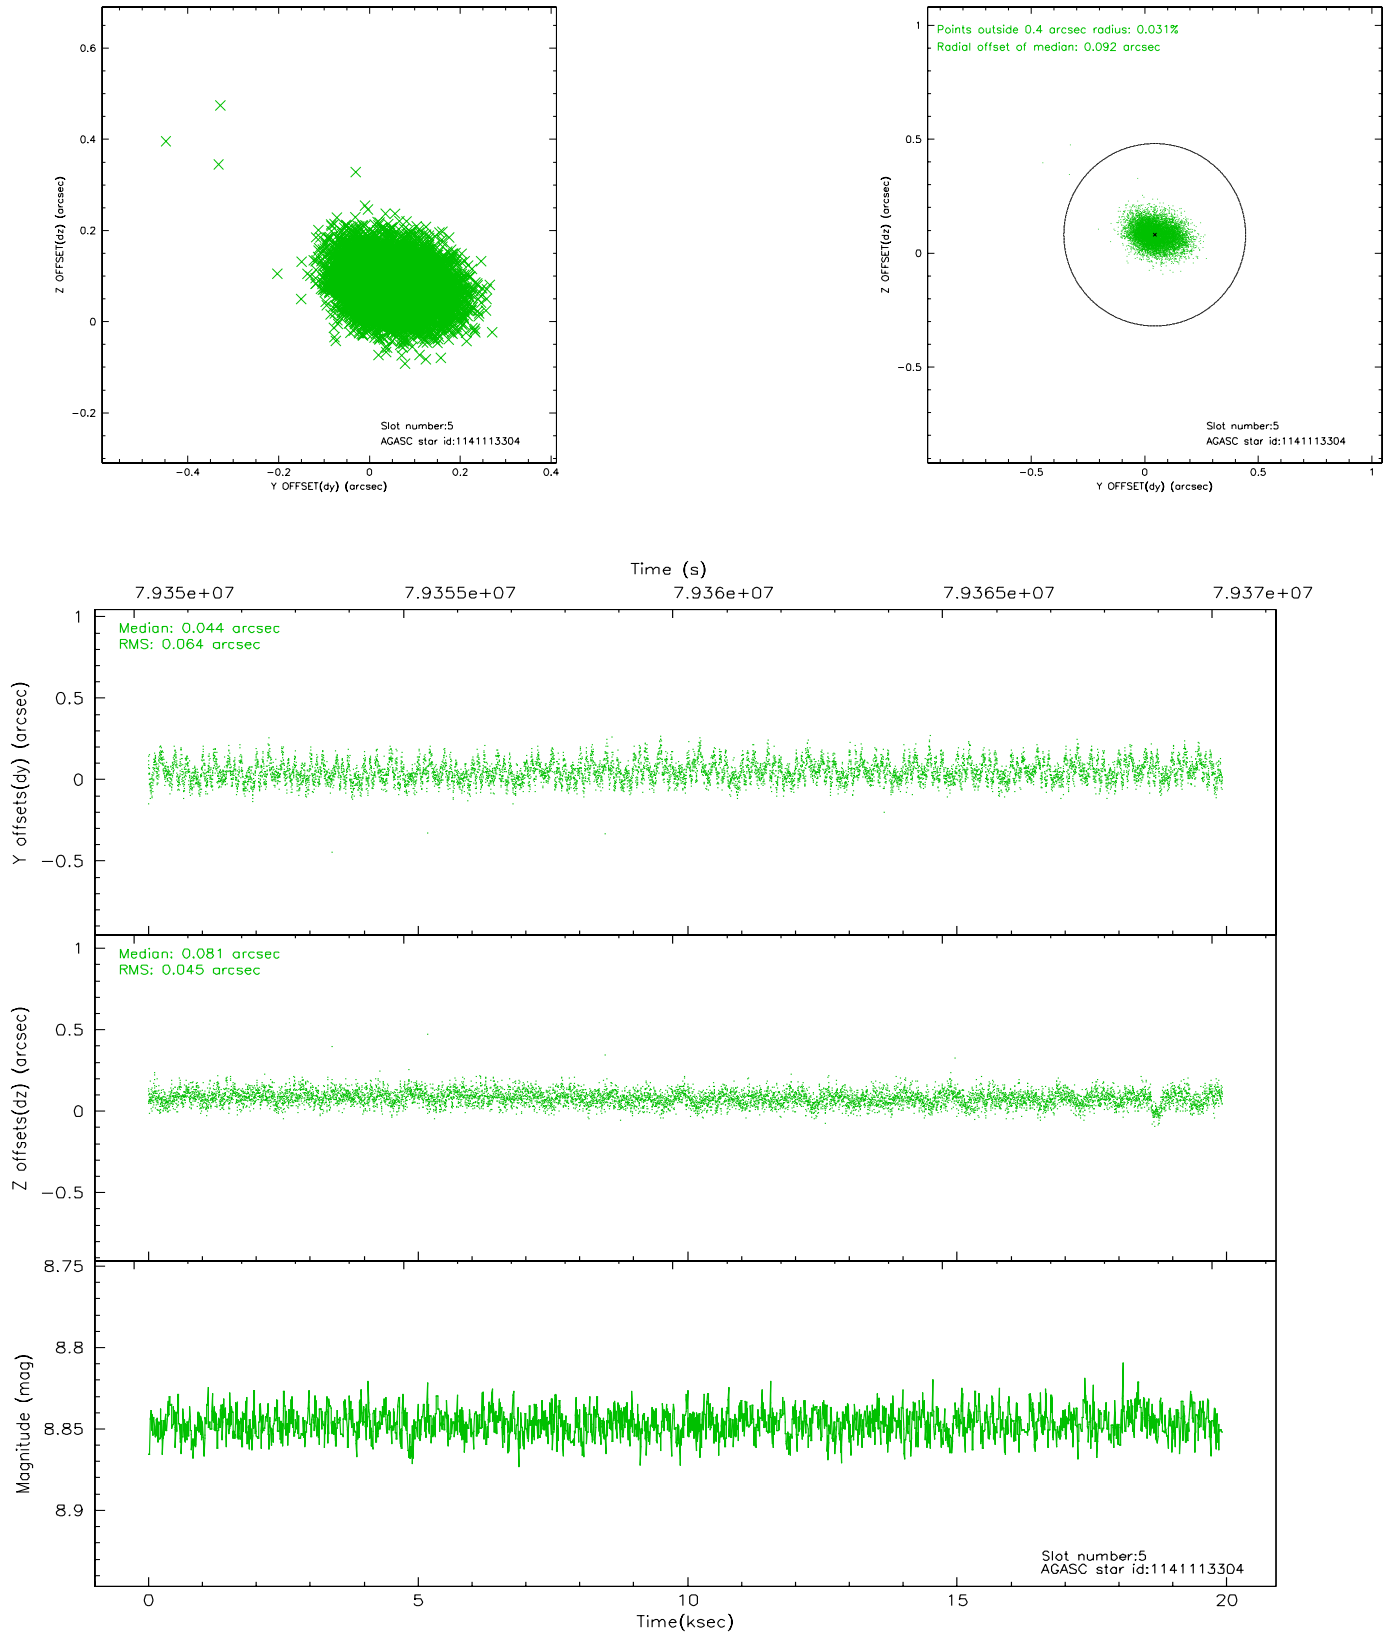 0.6
0.4
0.2
0
−0.2
−0.4
−0.2
0
0.2
0.4
Z OFFSET(dz) (arcsec)
Y OFFSET(dy) (arcsec)
Slot number:5
AGASC star id:1141113304
Points outside 0.4 arcsec radius: 0.031%
Radial offset of median: 0.092 arcsec
1
0.5
0
−0.5
−0.5
0
0.5
1
Z OFFSET(dz) (arcsec)
Y OFFSET(dy) (arcsec)
Slot number:5
AGASC star id:1141113304
Time (s)
7.935e+07
7.9355e+07
7.936e+07
7.9365e+07
7.937e+07
Median: 0.044 arcsec
RMS: 0.064 arcsec
1
0.5
0
−0.5
Y offsets(dy) (arcsec)
Median: 0.081 arcsec
RMS: 0.045 arcsec
1
0.5
0
−0.5
Z offsets(dz) (arcsec)
8.75
8.8
8.85
8.9
Magnitude (mag)
Slot number:5
AGASC star id:1141113304
0
5
10
15
20
Time(ksec)